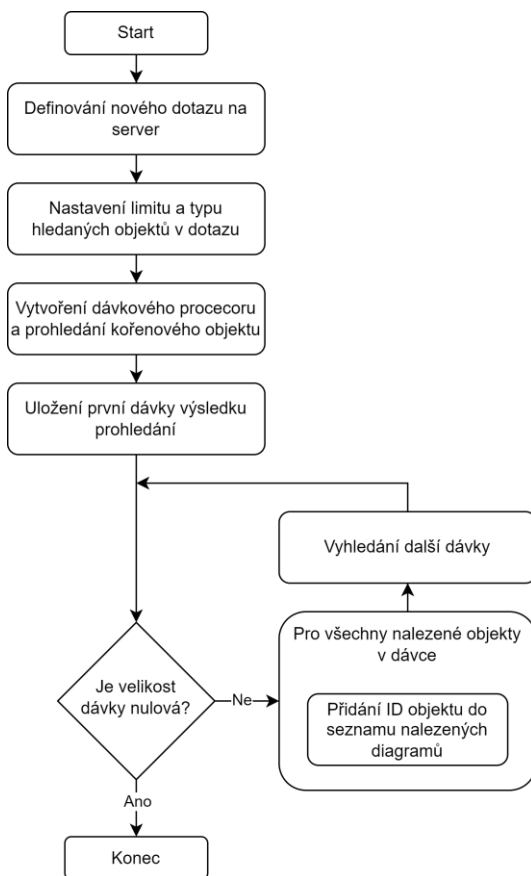 Start
Definování nového dotazu na
server
Nastavení limitu a typu
hledaných objektů v dotazu
Vytvoření dávkového procecoru
a prohledání kořenového objektu
Uložení první dávky výsledku
prohledání
Vyhledání další dávky
Pro všechny nalezené objekty
v dávce
Je velikost
dávky nulová?
Ne
Přidání ID objektu do
seznamu nalezených
diagramů
Ano
Konec